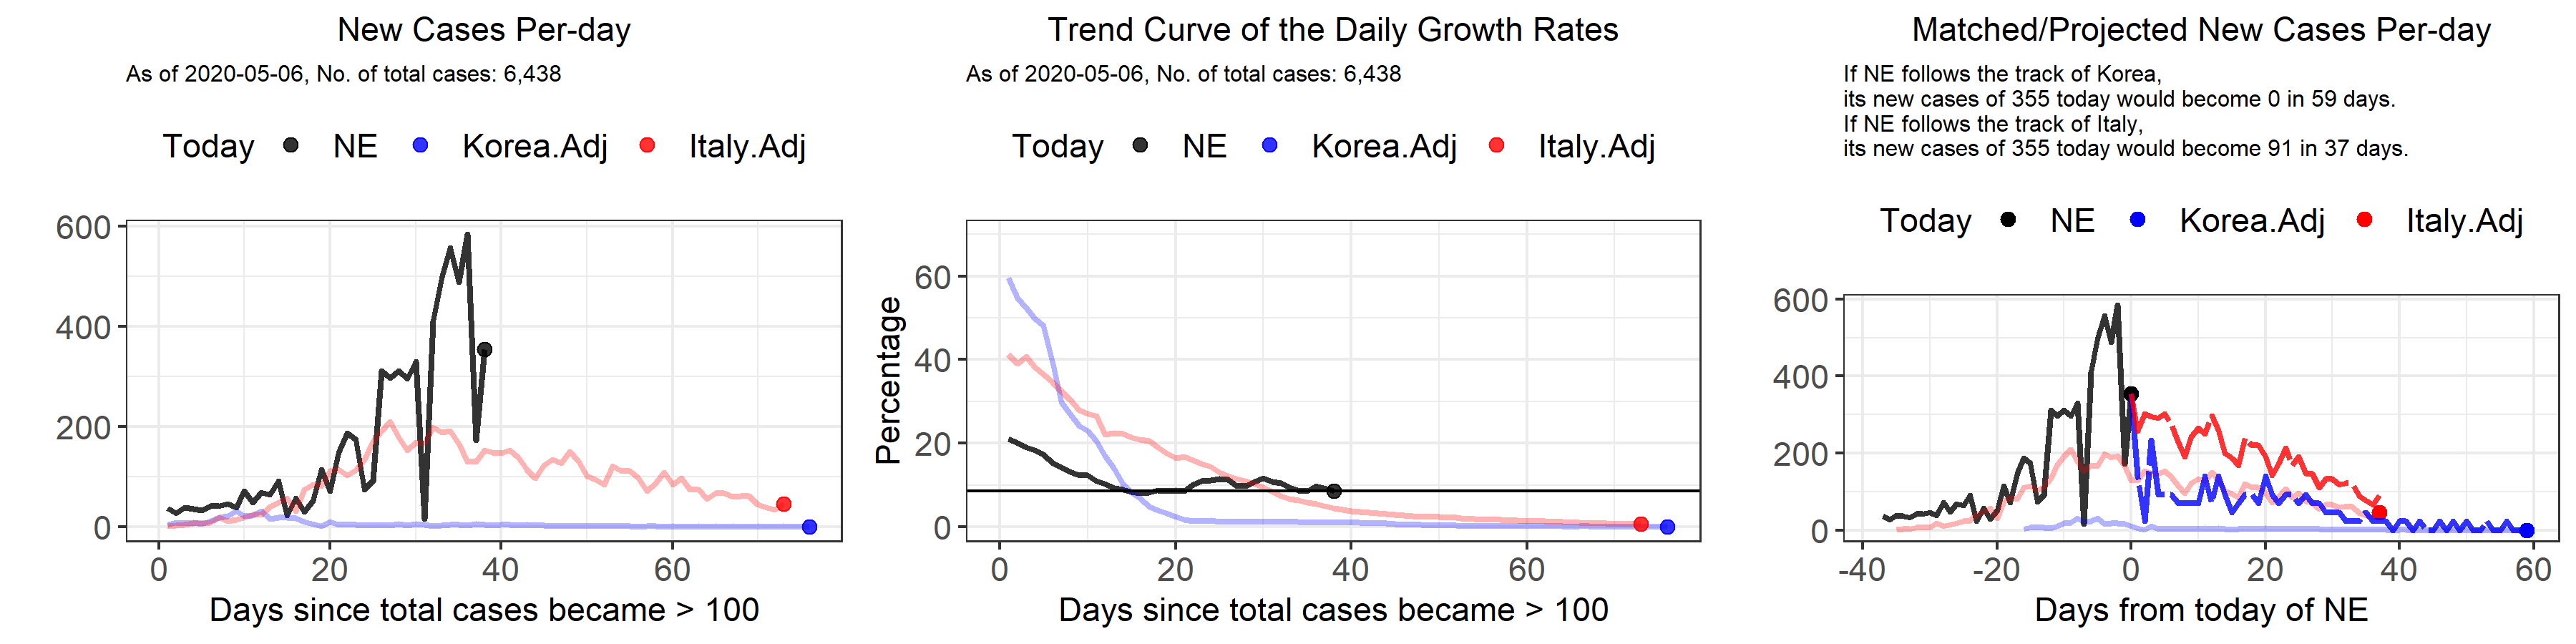 New Cases Per-day
As of 2020-05-06, No. of total cases: 6,438
Today NE Korea.Adj Italy.Adj
600
400
200
0
0 20 40 60
Days since total cases became > 100
Trend Curve of the Daily Growth Rates
As of 2020-05-06, No. of total cases: 6,438
Today NE Korea.Adj Italy.Adj
Percentage
60
40
20
0
0 20 40 60
Days since total cases became > 100
Matched/Projected New Cases Per-day
If NE follows the track of Korea,
its new cases of 355 today would become 0 in 59 days.
If NE follows the track of Italy,
its new cases of 355 today would become 91 in 37 days.
Today NE Korea.Adj Italy.Adj
600
400
200
0
-40 -20 0 20 40 60
Days from today of NE